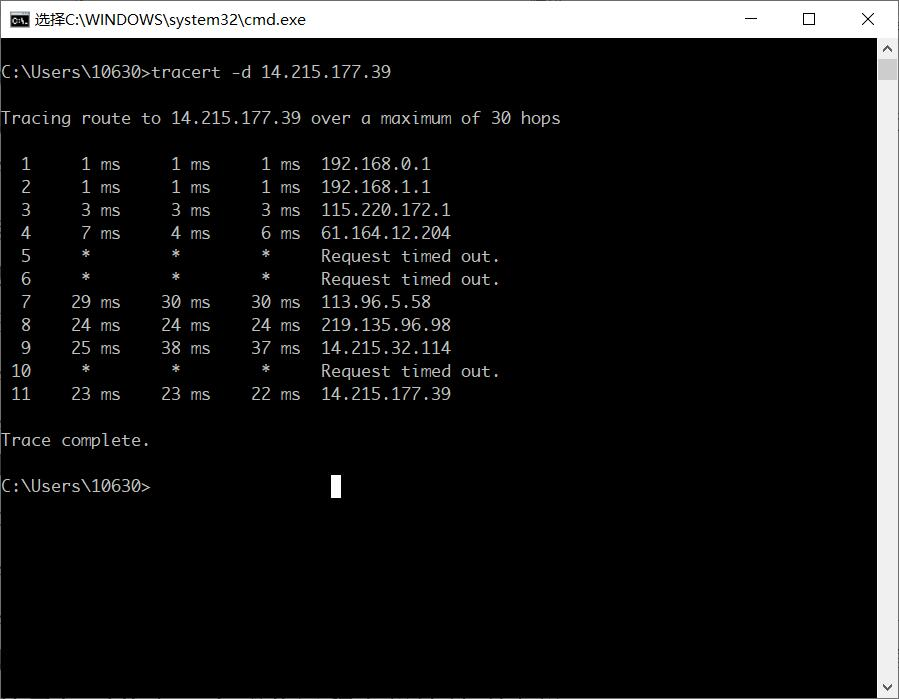 选择C:\WINDOWS\system32\cmd.exe
C:\Users\10630>tracert -d 14.215.177.39
Tracing route to 14.215.177.39 over a maximum of 30 hops
1 1 ms 1 ms 1 ms 192.168.0.1
2 1 ms 1 ms 1 ms 192.168.1.1
3 3 ms 3 ms 3 ms 115.220.172.1
4 7 ms 4 ms 6 ms 61.164.12.204
5 * * * Request timed out.
6 * * * Request timed out.
7 29 ms 30 ms 30 ms 113.96.5.58
8 24 ms 24 ms 24 ms 219.135.96.98
9 25 ms 38 ms 37 ms 14.215.32.114
10 * * * Request timed out.
11 23 ms 23 ms 22 ms 14.215.177.39
Trace complete.
C:\Users\10630>